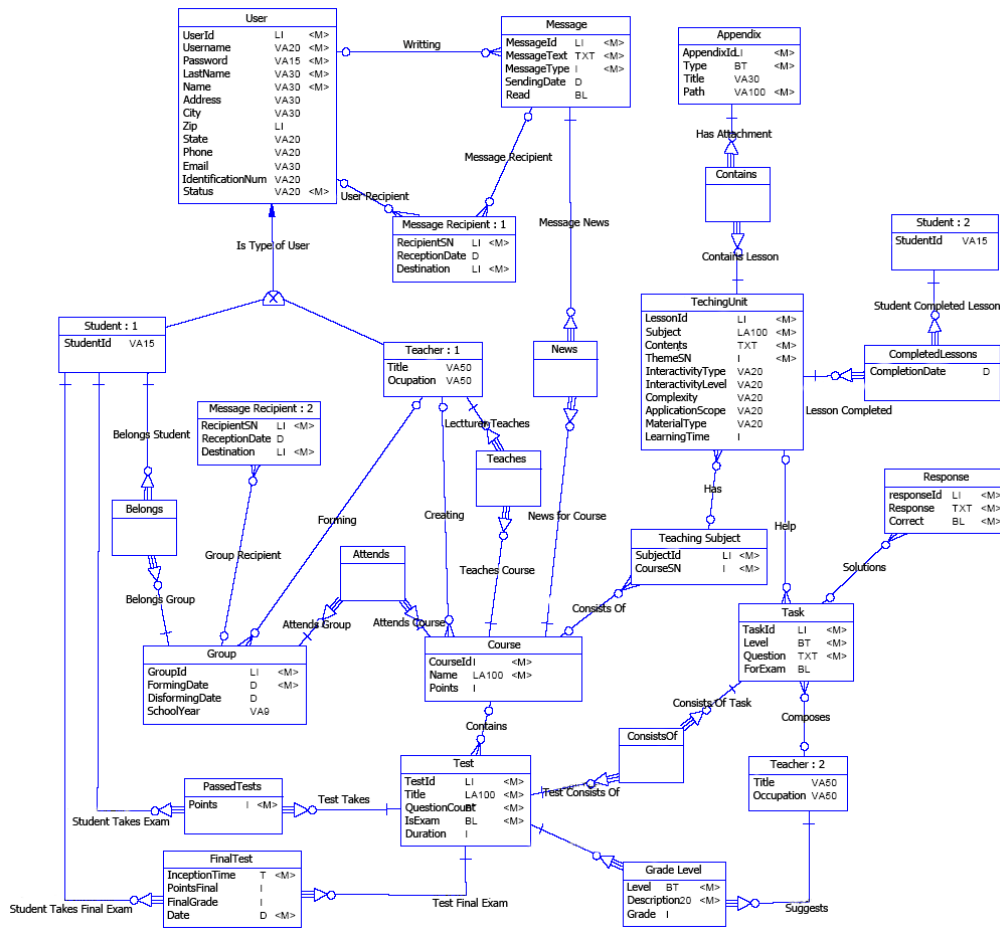 User
UserId LI <M>
Username VA20 <M>
Password VA15 <M>
LastName VA30 <M>
Name VA30 <M>
Address VA30
City VA30
Zip LI
State VA20
Phone VA20
Email VA30
IdentificationNum VA20
Status VA20 <M>
Writting
Message
MessageId LI <M>
MessageText TXT <M>
MessageType I <M>
SendingDate D
Read BL
Appendix
AppendixId LI <M>
Type BT <M>
Title VA30
Path VA100 <M>
Has Attachment
Message Recipient
Contains
User Recipient
Message Recipient : 1
RecipientSN LI <M>
ReceptionDate D
Destination LI <M>
Message News
Student : 2
StudentId VA15
Is Type of User
Contains Lesson
TechingUnit
LessonId LI <M>
Subject LA100 <M>
Contents TXT <M>
ThemeSN I <M>
InteractivityType VA20
InteractivityLevel VA20
Complexity VA20
ApplicationScope VA20
MaterialType VA20
LearningTime I
Student Completed Lesson
Student : 1
StudentId VA15
Teacher : 1
Title VA50
Ocupation VA50
News
CompletedLessons
CompletionDate D
Lesson Completed
Message Recipient : 2
RecipientSN LI <M>
ReceptionDate D
Destination LI <M>
Belongs Student
Lectturer Teaches
Teaches
Response
responseId LI <M>
Response TXT <M>
Correct BL <M>
Has
Belongs
Forming
Creating
News for Course
Help
Teaching Subject
SubjectId LI <M>
CourseSN I <M>
Group Recipient
Attends
Teaches Course
Solutions
Belongs Group
Attends Group
Attends Course
Consists Of
Task
TaskId LI <M>
Level BT <M>
Question TXT <M>
ForExam BL
Group
GroupId LI <M>
FormingDate D <M>
DisformingDate D
SchoolYear VA9
Course
CourseId I <M>
Name LA100 <M>
Points I
Contains
Consists Of Task
Composes
ConsistsOf
Test
TestId LI <M>
Title LA100 <M>
QuestionCount BT
IsExam BL <M>
Duration I
Teacher : 2
Title VA50
Occupation VA50
PassedTests
Points I <M>
Test Takes
Test Consists Of
Student Takes Exam
FinalTest
InceptionTime T <M>
PointsFinal I
FinalGrade I
Date D <M>
Grade Level
Level BT <M>
Description20 <M>
Grade I
Student Takes Final Exam
Test Final Exam
Suggests